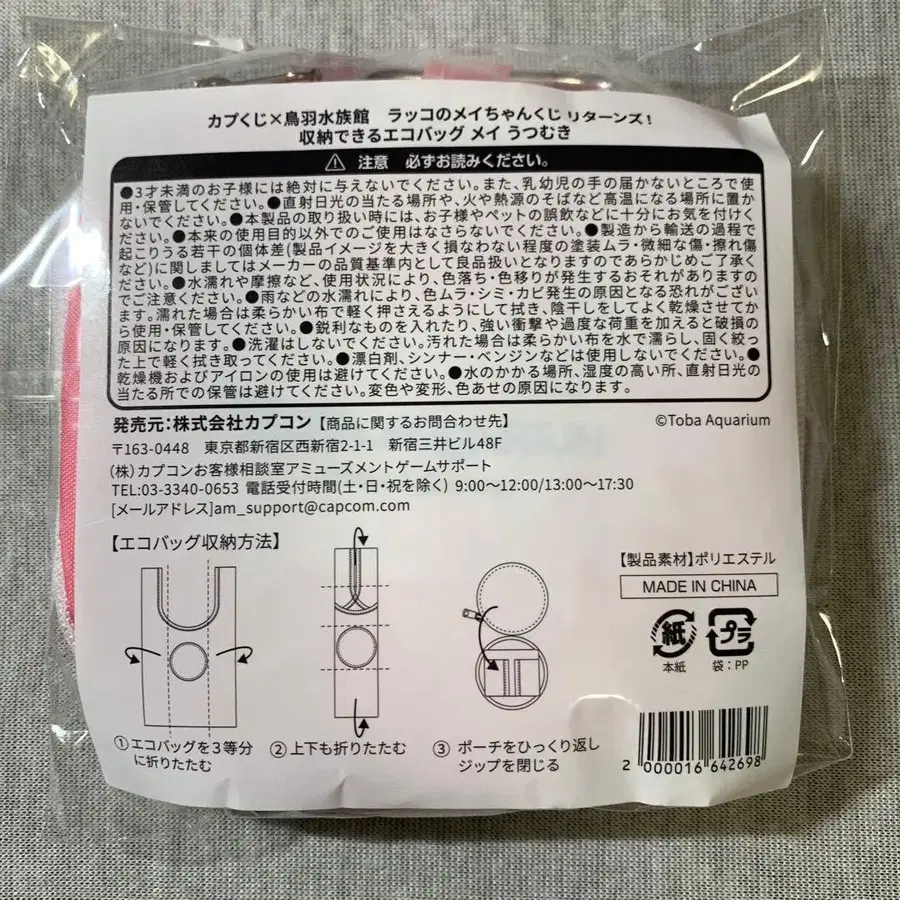 カプくじ×鳥羽水族館　ラッコのメイちゃんくじ リターンズ！
収納できるエコバッグ メイ うつむき
注意　必ずお読みください。
●3才未満のお子様には絶対に与えないでください。また、乳幼児の手の届かないところで使
用・保管してください。●直射日光の当たる場所や、火や熱源のそばなど高温になる場所に置か
ないでください。●本製品の取り扱い時には、お子様やペットの誤飲などに十分にお気を付けく
ださい。●本来の使用目的以外でのご使用はなさらないでください。●製造から輸送の過程で
起こりうる若干の個体差(製品イメージを大きく損なわない程度の塗装ムラ・微細な傷・擦れ傷
など)に関しましてはメーカーの品質基準内として良品扱いとなりますのであらかじめご了承く
ださい。●水濡れや摩擦など、使用状況により、色落ち・色移りが発生するおそれがありますの
でご注意ください。●雨などの水濡れにより、色ムラ・シミ・カビ発生の原因となる恐れがござい
ます。濡れた場合は柔らかい布で軽く押さえるようにして拭き、陰干しをしてよく乾燥させてか
ら使用・保管してください。●鋭利なものを入れたり、強い衝撃や過度な荷重を加えると破損の
原因になります。●洗濯はしないでください。汚れた場合は柔らかい布を水で濡らし、固く絞っ
た上で軽く拭き取ってください。●漂白剤、シンナー・ベンジンなどは使用しないでください。●
乾燥機およびアイロンの使用は避けてください。●水のかかる場所、湿度の高い所、直射日光の
当たる所での保管は避けてください。変色や変形、色あせの原因になります。
発売元：株式会社カプコン【商品に関するお問合わせ先】
©Toba Aquarium
〒163-0448　東京都新宿区西新宿2-1-1　新宿三井ビル48F
(株)カプコンお客様相談室アミューズメントゲームサポート
TEL:03-3340-0653 電話受付時間(土・日・祝を除く) 9:00～12:00/13:00～17:30
[メールアドレス]am_support@capcom.com
【エコバッグ収納方法】
【製品素材】ポリエステル
MADE IN CHINA
紙
プラ
本紙
袋：PP
①エコバッグを3等分
に折りたたむ
②上下も折りたたむ
③ ポーチをひっくり返し
ジップを閉じる
2 000016 642698